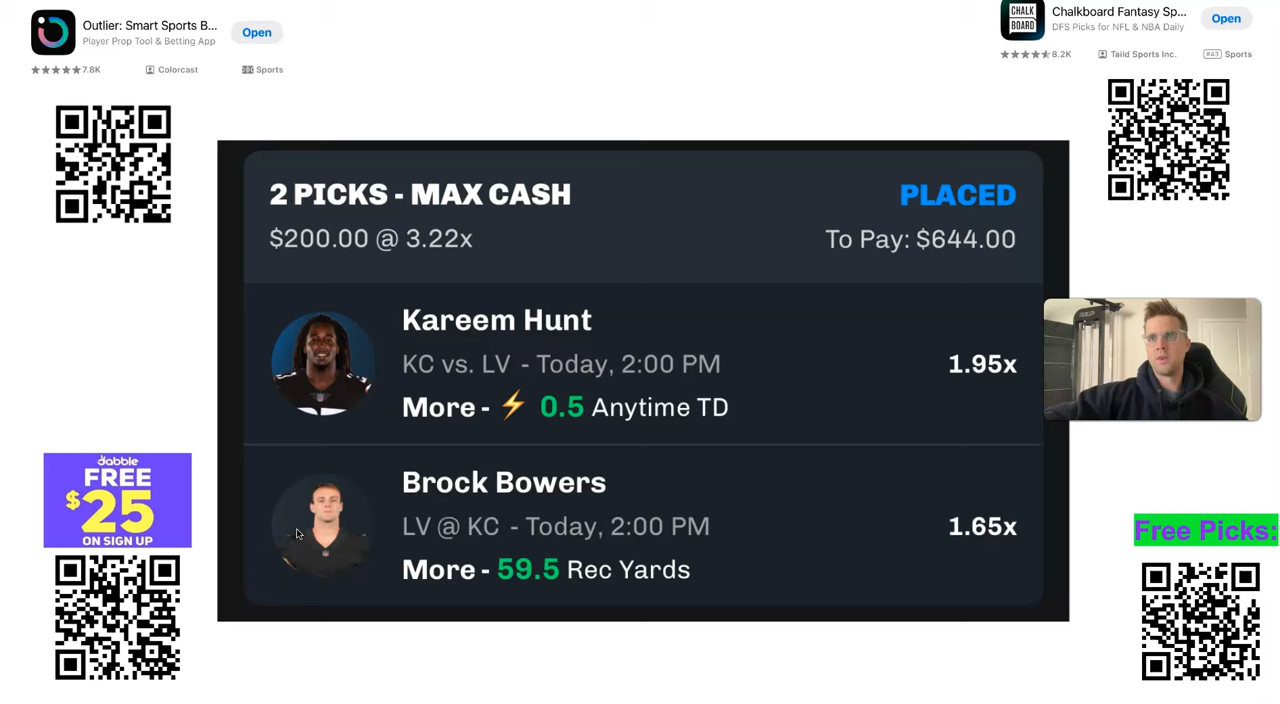 Outlier: Smart Sports B...
Player Prop Tool & Betting App
Open
★★★★★ 7.8K
Colorcast
Sports
CHALK
BOARD
Chalkboard Fantasy Sp...
DFS Picks for NFL & NBA Daily
Open
8.2K
Taild Sports Inc.
#43 Sports
2 PICKS - MAX CASH
PLACED
$200.00 @ 3.22x
To Pay: $644.00
Kareem Hunt
KC vs. LV - Today, 2:00 PM
1.95x
More - ⚡ 0.5 Anytime TD
Brock Bowers
LV @ KC - Today, 2:00 PM
1.65x
More - 59.5 Rec Yards
dabble
FREE
$25
ON SIGN UP
Free Picks:
REP